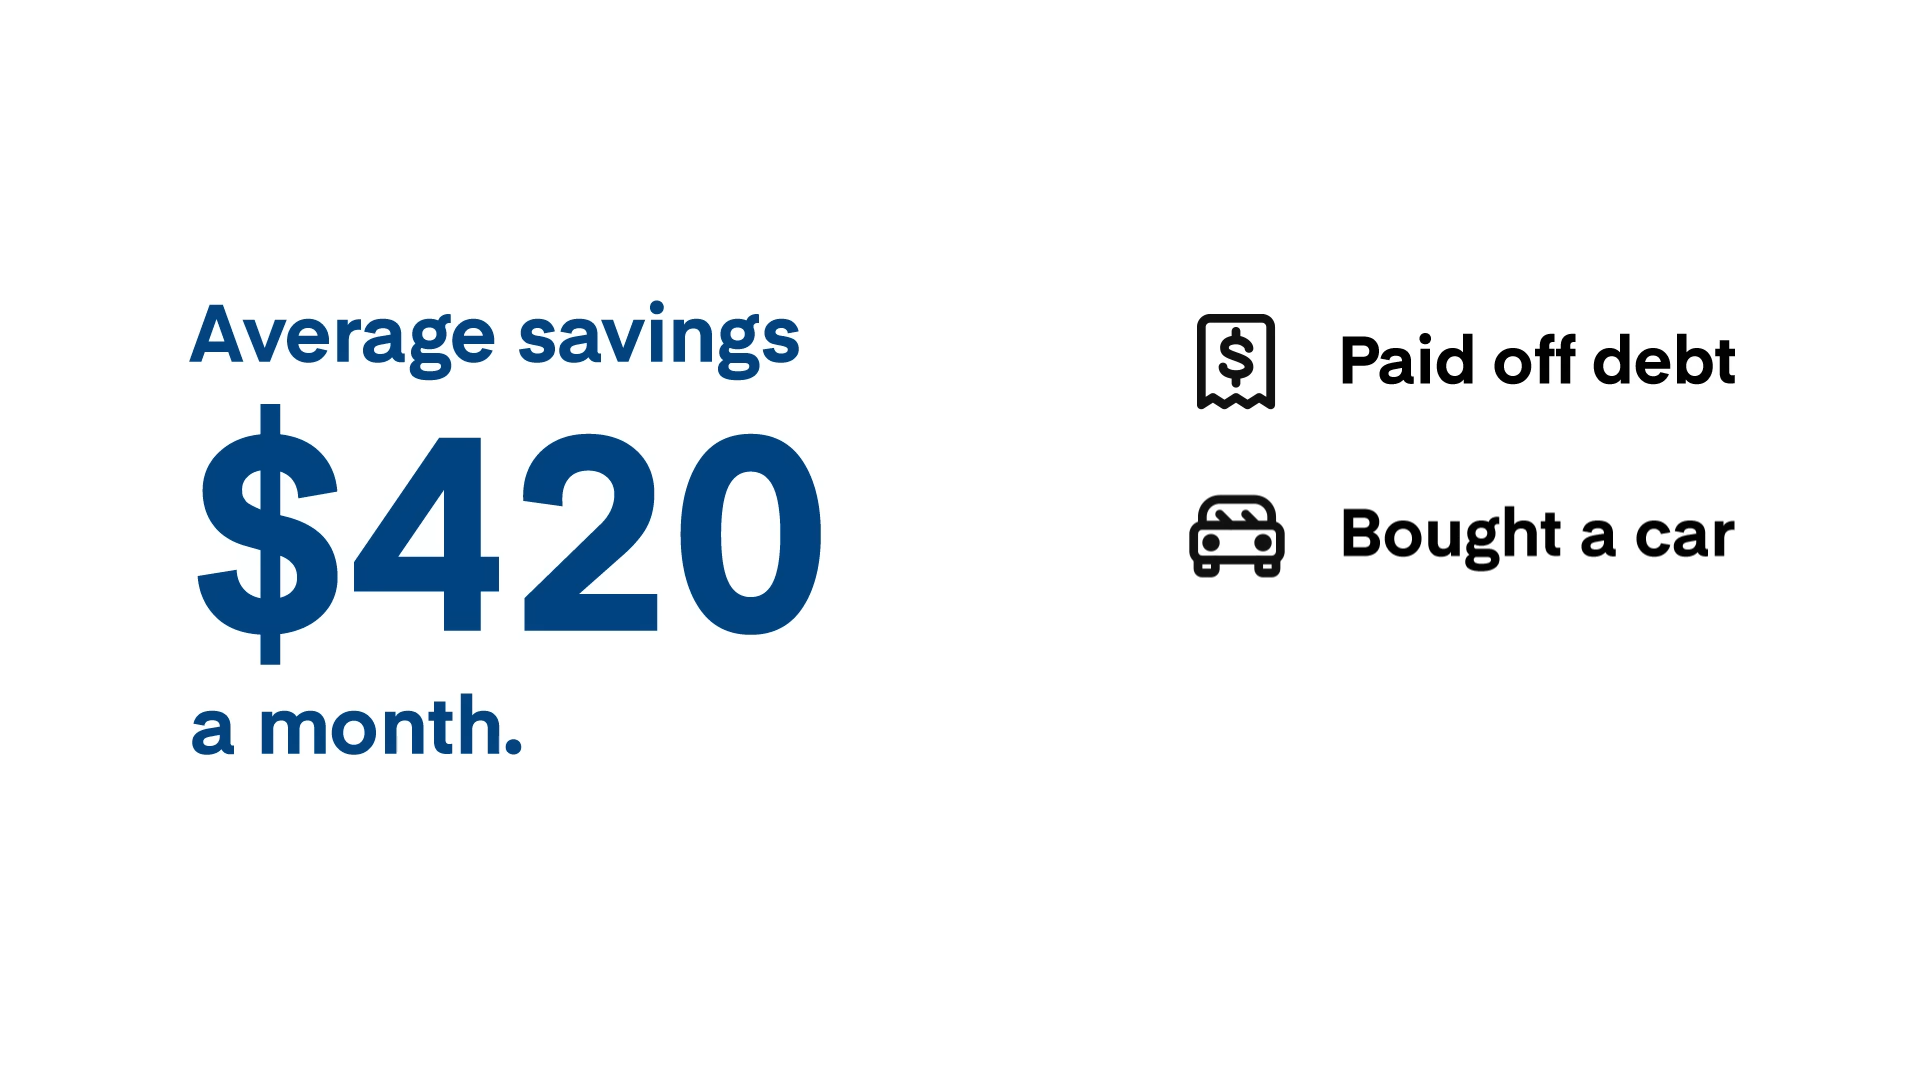 Average savings
$420
a month.
$ Paid off debt
Bought a car